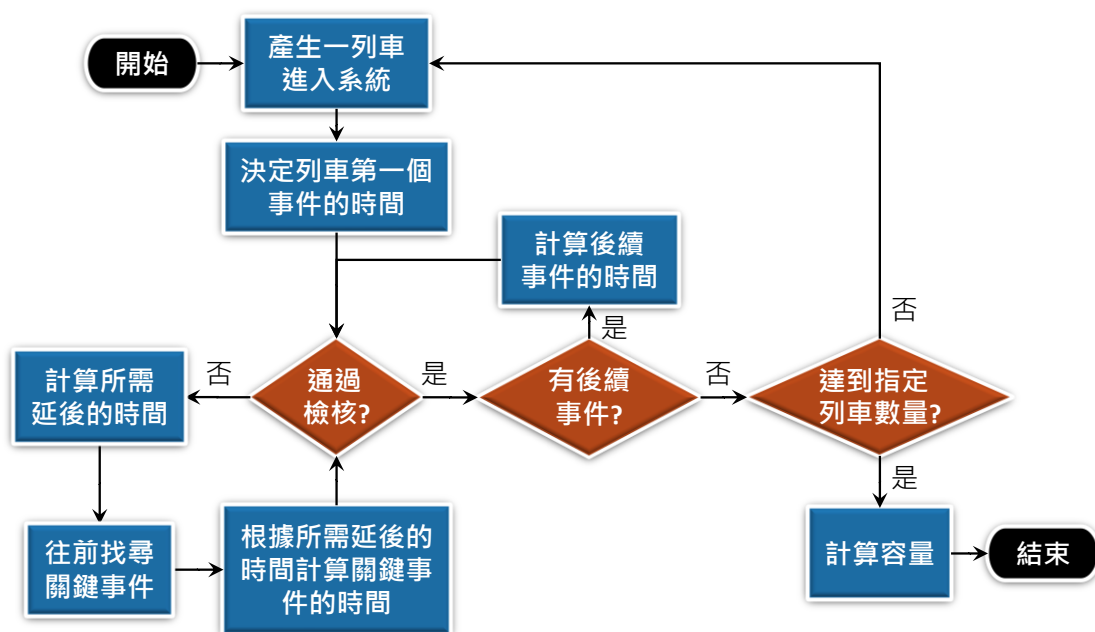 開始
產生一列車
進入系統
決定列車第一個
事件的時間
計算後續
事件的時間
是
否
計算所需
延後的時間
否
通過
檢核?
是
有後續
事件?
否
達到指定
列車數量?
是
往前找尋
關鍵事件
根據所需延後的
時間計算關鍵事
件的時間
計算容量
結束